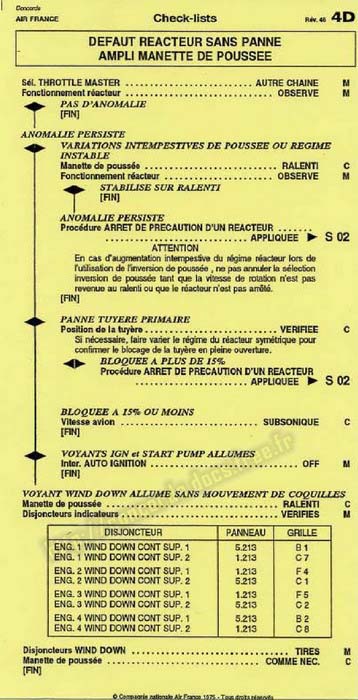 Concorde
AIR FRANCE
Check-lists
Rév. 46 4D
DEFAUT REACTEUR SANS PANNE
AMPLI MANETTE DE POUSSEE
Sél. THROTTLE MASTER AUTRE CHAINE M
Fonctionnement réacteur OBSERVE M
PAS D'ANOMALIE
[FIN]
ANOMALIE PERSISTE
VARIATIONS INTEMPESTIVES DE POUSSEE OU REGIME
INSTABLE
Manette de poussée RALENTI C
Fonctionnement réacteur OBSERVE M
STABILISE SUR RALENTI
[FIN]
ANOMALIE PERSISTE
Procédure ARRET DE PRECAUTION D'UN REACTEUR
APPLIQUEE ► S 02
ATTENTION
En cas d'augmentation intempestive du régime réacteur lors de
l'utilisation de l'inversion de poussée , ne pas annuler la sélection
inversion de poussée tant que la vitesse de rotation n'est pas
revenue au ralenti ou que le réacteur n'est pas arrêté.
[FIN]
PANNE TUYERE PRIMAIRE
Position de la tuyère VERIFIEE C
Si nécessaire, faire varier le régime du réacteur symétrique pour
confirmer le blocage de la tuyère en pleine ouverture.
BLOQUEE A PLUS DE 15%
Procédure ARRET DE PRECAUTION D'UN REACTEUR
APPLIQUEE ► S 02
BLOQUEE A 15% OU MOINS
Vitesse avion SUBSONIQUE C
[FIN]
VOYANTS IGN et START PUMP ALLUMES
Inter. AUTO IGNITION OFF M
[FIN]
VOYANT WIND DOWN ALLUME SANS MOUVEMENT DE COQUILLES
Manette de poussée RALENTI C
Disjoncteurs indicateurs VERIFIES M
DISJONCTEUR PANNEAU GRILLE
ENG. 1 WIND DOWN CONT SUP. 1 5.213 B 1
ENG. 1 WIND DOWN CONT SUP. 2 1.213 C 7
ENG. 2 WIND DOWN CONT SUP. 1 5.213 F 4
ENG. 2 WIND DOWN CONT SUP. 2 1.213 C 1
ENG. 3 WIND DOWN CONT SUP. 1 5.213 F 5
ENG. 3 WIND DOWN CONT SUP. 2 1.213 C 2
ENG. 4 WIND DOWN CONT SUP. 1 5.213 B 2
ENG. 4 WIND DOWN CONT SUP. 2 1.213 C 8
Disjoncteurs WIND DOWN TIRES M
Manette de poussée COMME NEC. C
[FIN]
© Compagnie nationale Air France 1975 - Tous droits réservés